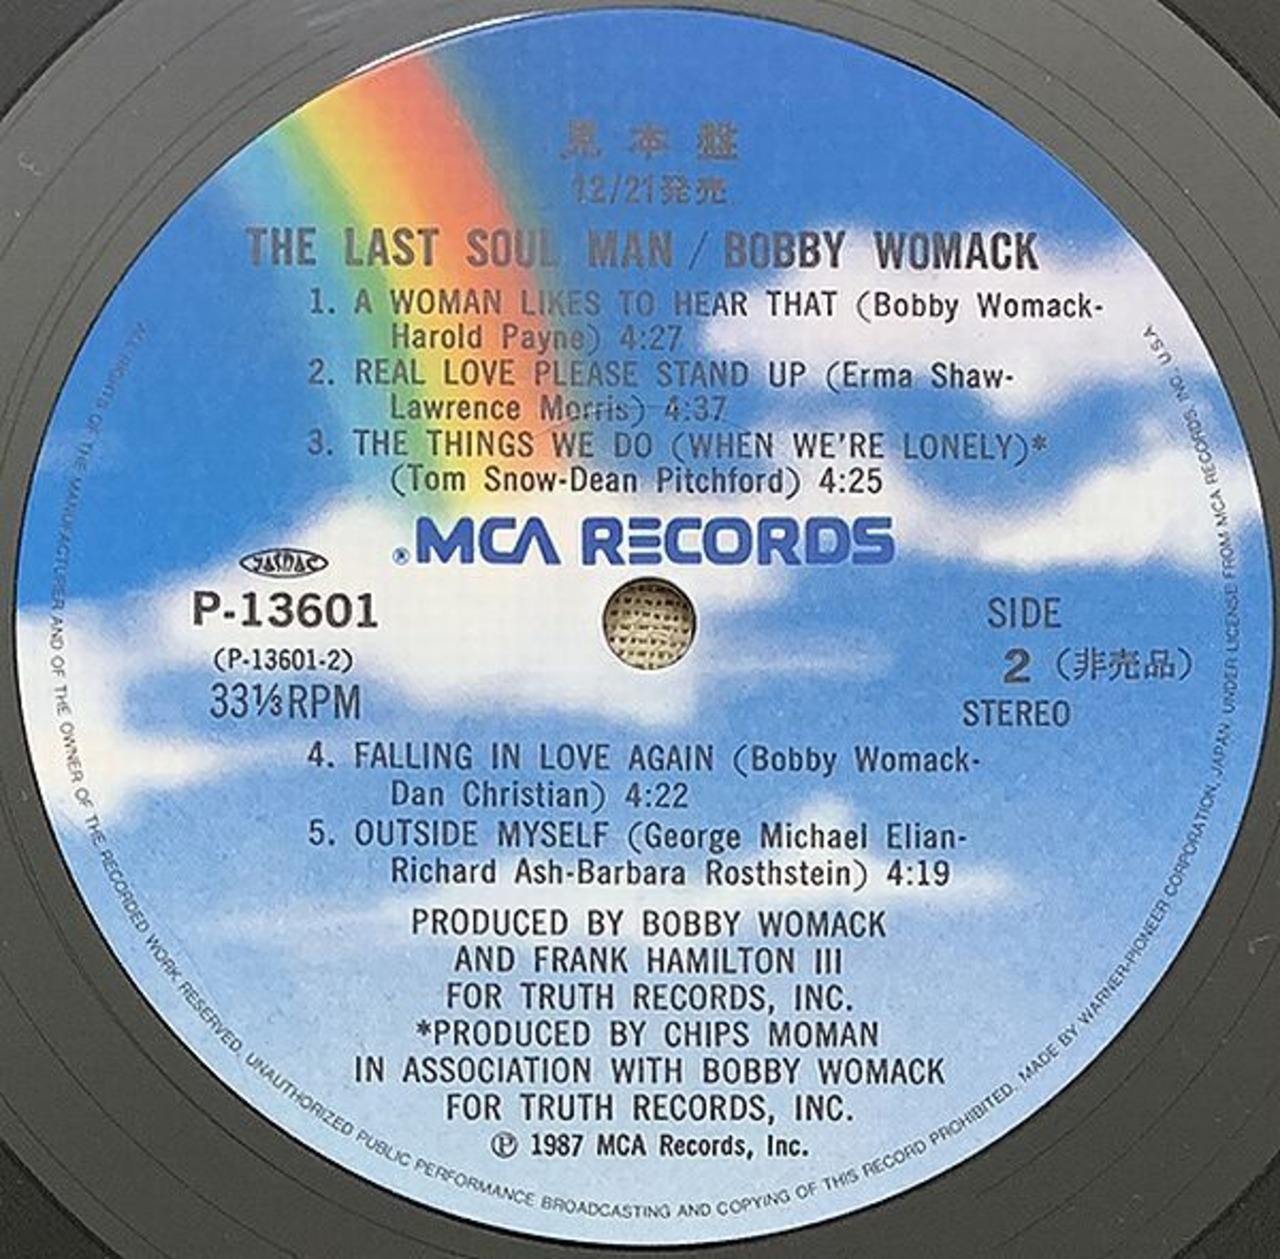 見本盤
12/21発売
THE LAST SOUL MAN / BOBBY WOMACK
1. A WOMAN LIKES TO HEAR THAT (Bobby Womack-
Harold Payne) 4:27
2. REAL LOVE PLEASE STAND UP (Erma Shaw-
Lawrence Morris) 4:37
3. THE THINGS WE DO (WHEN WE'RE LONELY)*
(Tom Snow-Dean Pitchford) 4:25
®MCA RECORDS
JASRAC
P-13601
(P-13601-2)
33⅓RPM
SIDE
2 (非売品)
STEREO
4. FALLING IN LOVE AGAIN (Bobby Womack-
Dan Christian) 4:22
5. OUTSIDE MYSELF (George Michael Elian-
Richard Ash-Barbara Rosthstein) 4:19
PRODUCED BY BOBBY WOMACK
AND FRANK HAMILTON III
FOR TRUTH RECORDS, INC.
*PRODUCED BY CHIPS MOMAN
IN ASSOCIATION WITH BOBBY WOMACK
FOR TRUTH RECORDS, INC.
℗ 1987 MCA Records, Inc.
ALL RIGHTS OF THE MANUFACTURER AND OF THE OWNER OF THE RECORDED WORK RESERVED. UNAUTHORIZED PUBLIC PERFORMANCE BROADCASTING AND COPYING OF THIS RECORD PROHIBITED. MADE BY WARNER-PIONEER CORPORATION, JAPAN. UNDER LICENSE FROM MCA RECORDS INC., U.S.A.